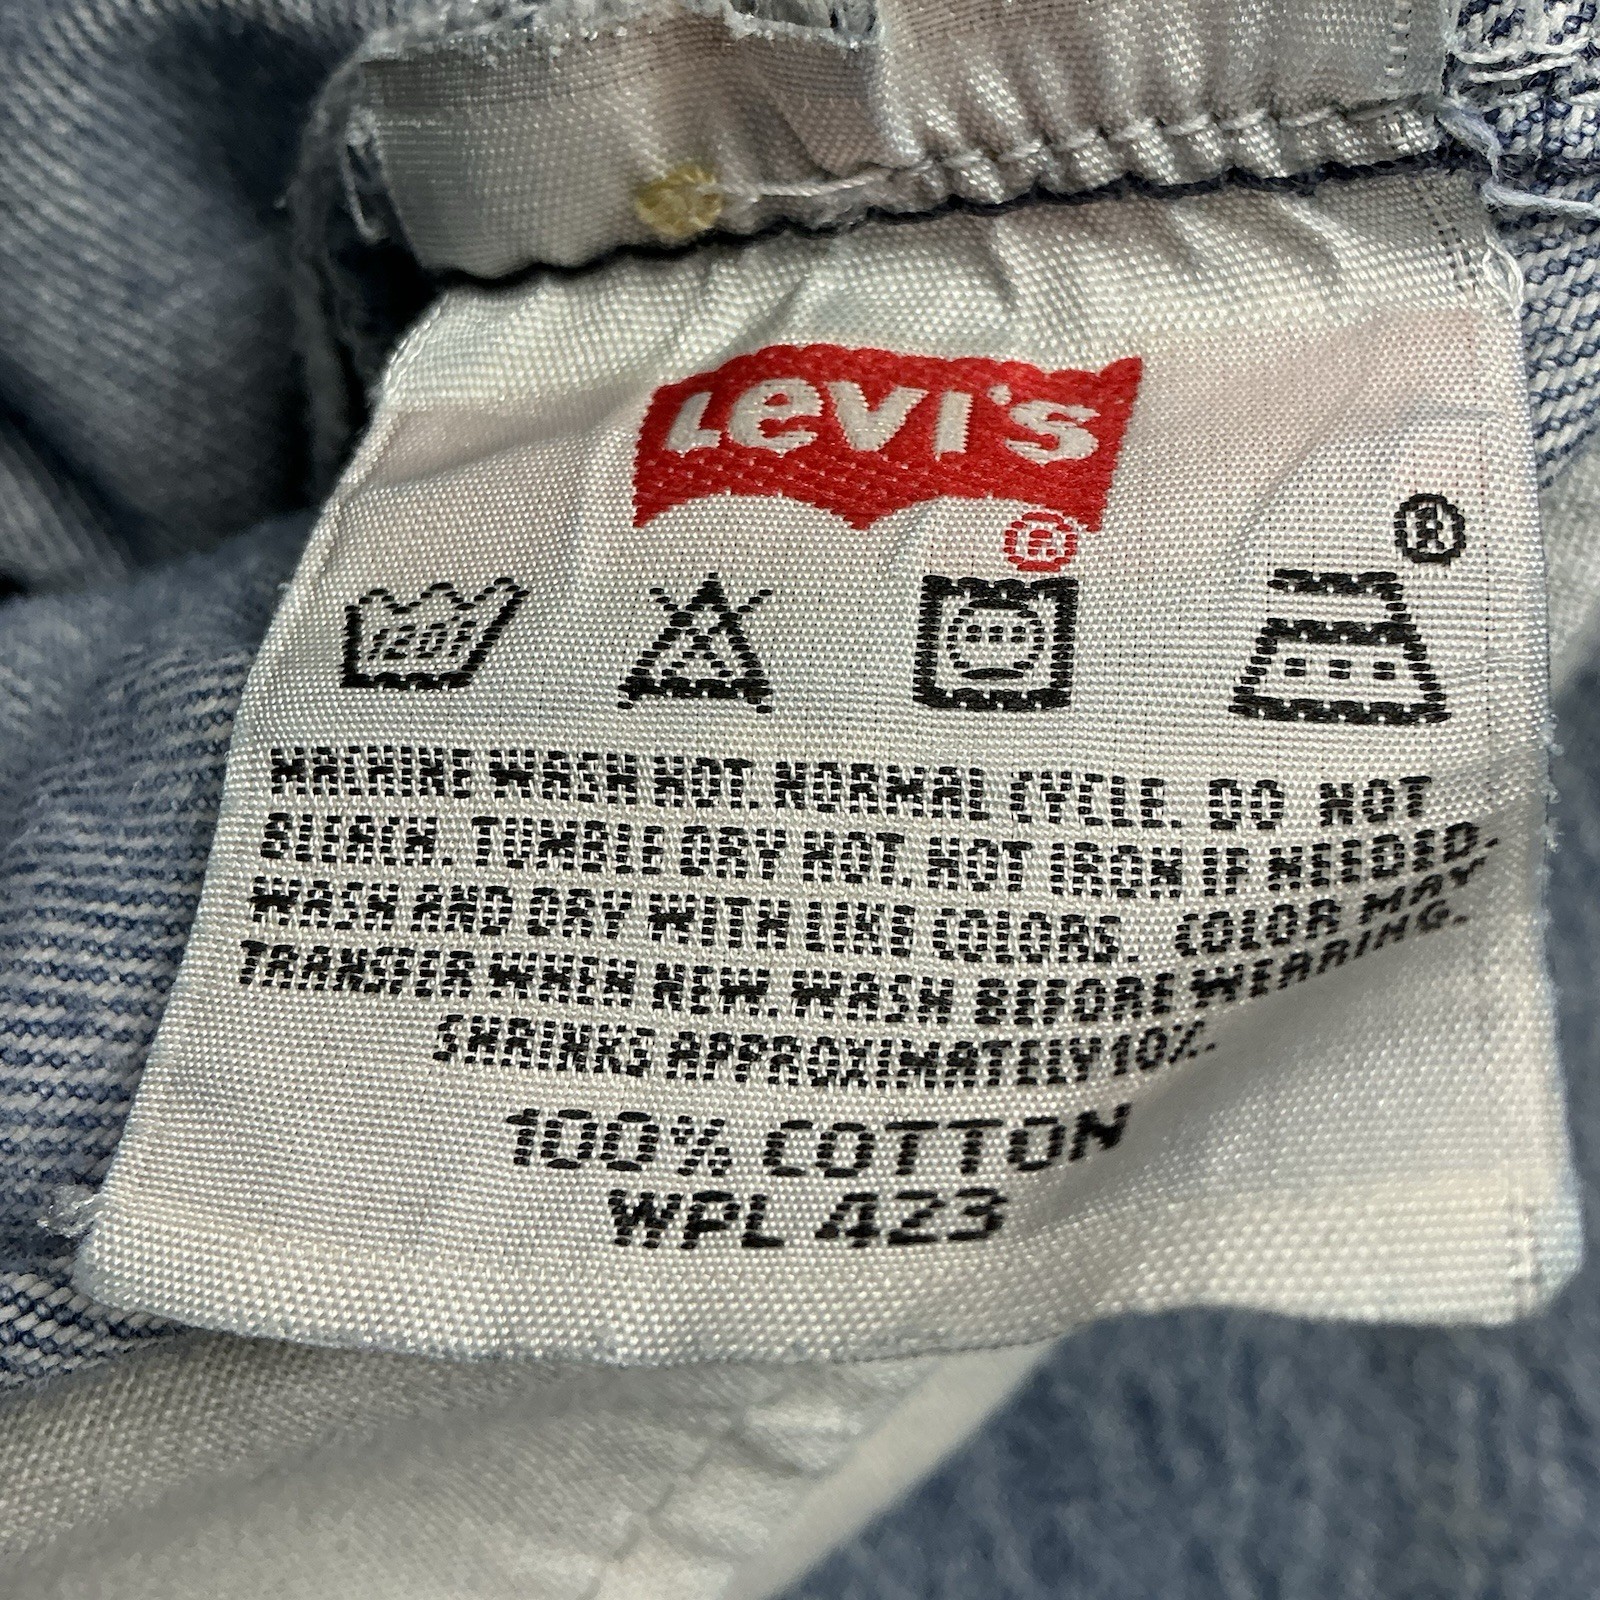 Levi's
®
®
120F
MACHINE WASH HOT. NORMAL CYCLE. DO NOT
BLEACH. TUMBLE DRY HOT. HOT IRON IF NEEDED.
WASH AND DRY WITH LIKE COLORS. COLOR MAY
TRANSFER WHEN NEW. WASH BEFORE WEARING.
SHRINKS APPROXIMATELY 10%.
100% COTTON
WPL 423